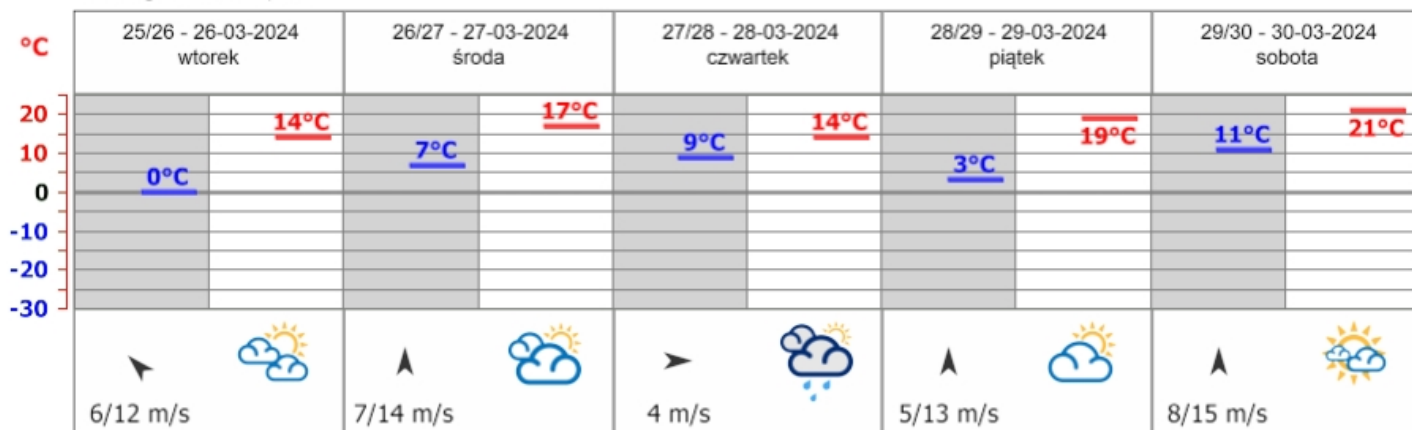 °C
25/26 - 26-03-2024
wtorek
26/27 - 27-03-2024
środa
27/28 - 28-03-2024
czwartek
28/29 - 29-03-2024
piątek
29/30 - 30-03-2024
sobota
20
10
0
-10
-20
-30
0°C
14°C
7°C
17°C
9°C
14°C
3°C
19°C
11°C
21°C
6/12 m/s
7/14 m/s
4 m/s
5/13 m/s
8/15 m/s